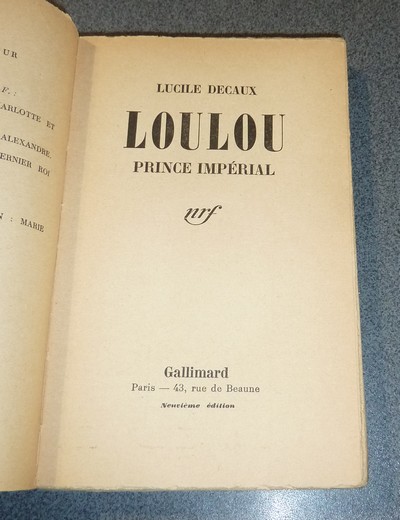 UR
F. :
ARLOTTE ET
ALEXANDRE.
ERNIER ROI
N : MARIE
LUCILE DECAUX
LOULOU
PRINCE IMPÉRIAL
nrf
Gallimard
Paris — 43, rue de Beaune
Neuvième édition